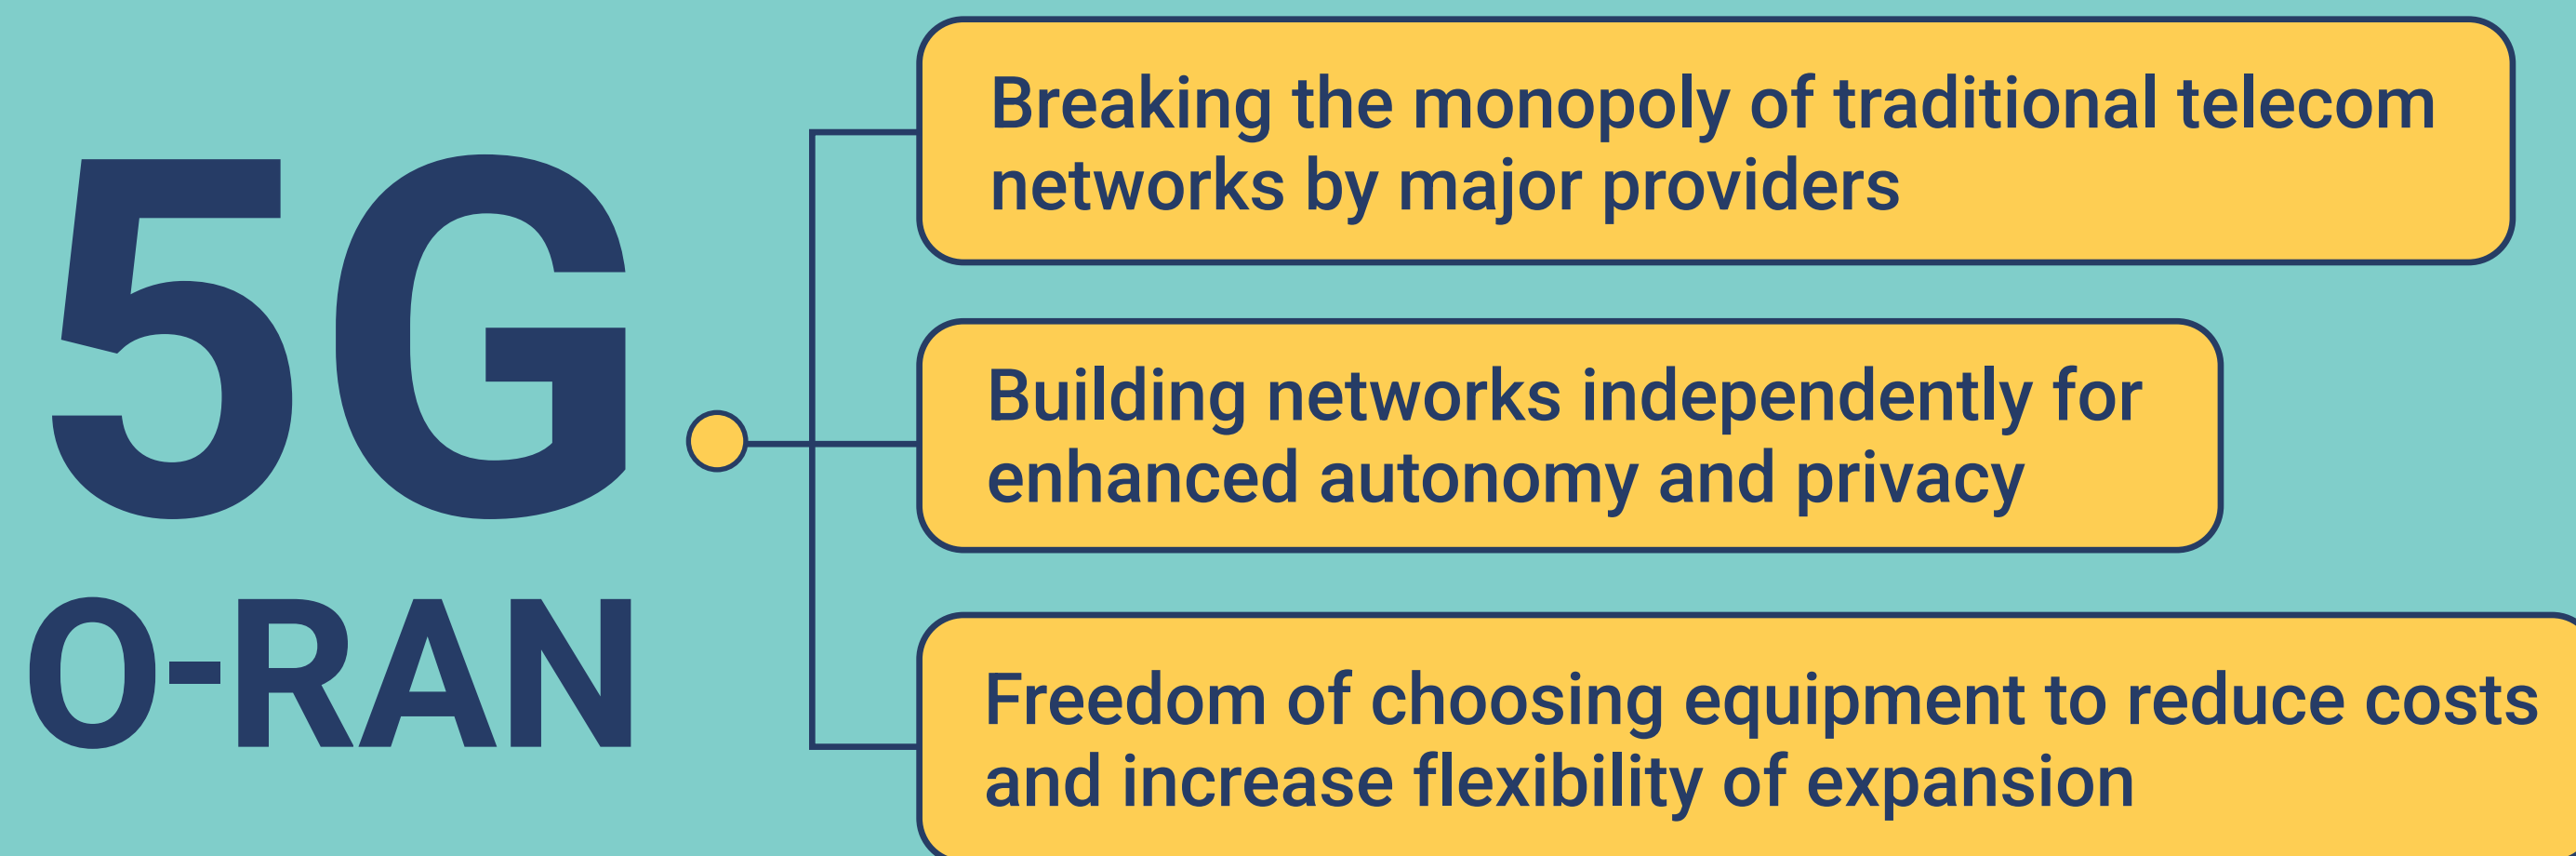 5G
O-RAN
Breaking the monopoly of traditional telecom
networks by major providers
Building networks independently for
enhanced autonomy and privacy
Freedom of choosing equipment to reduce costs
and increase flexibility of expansion